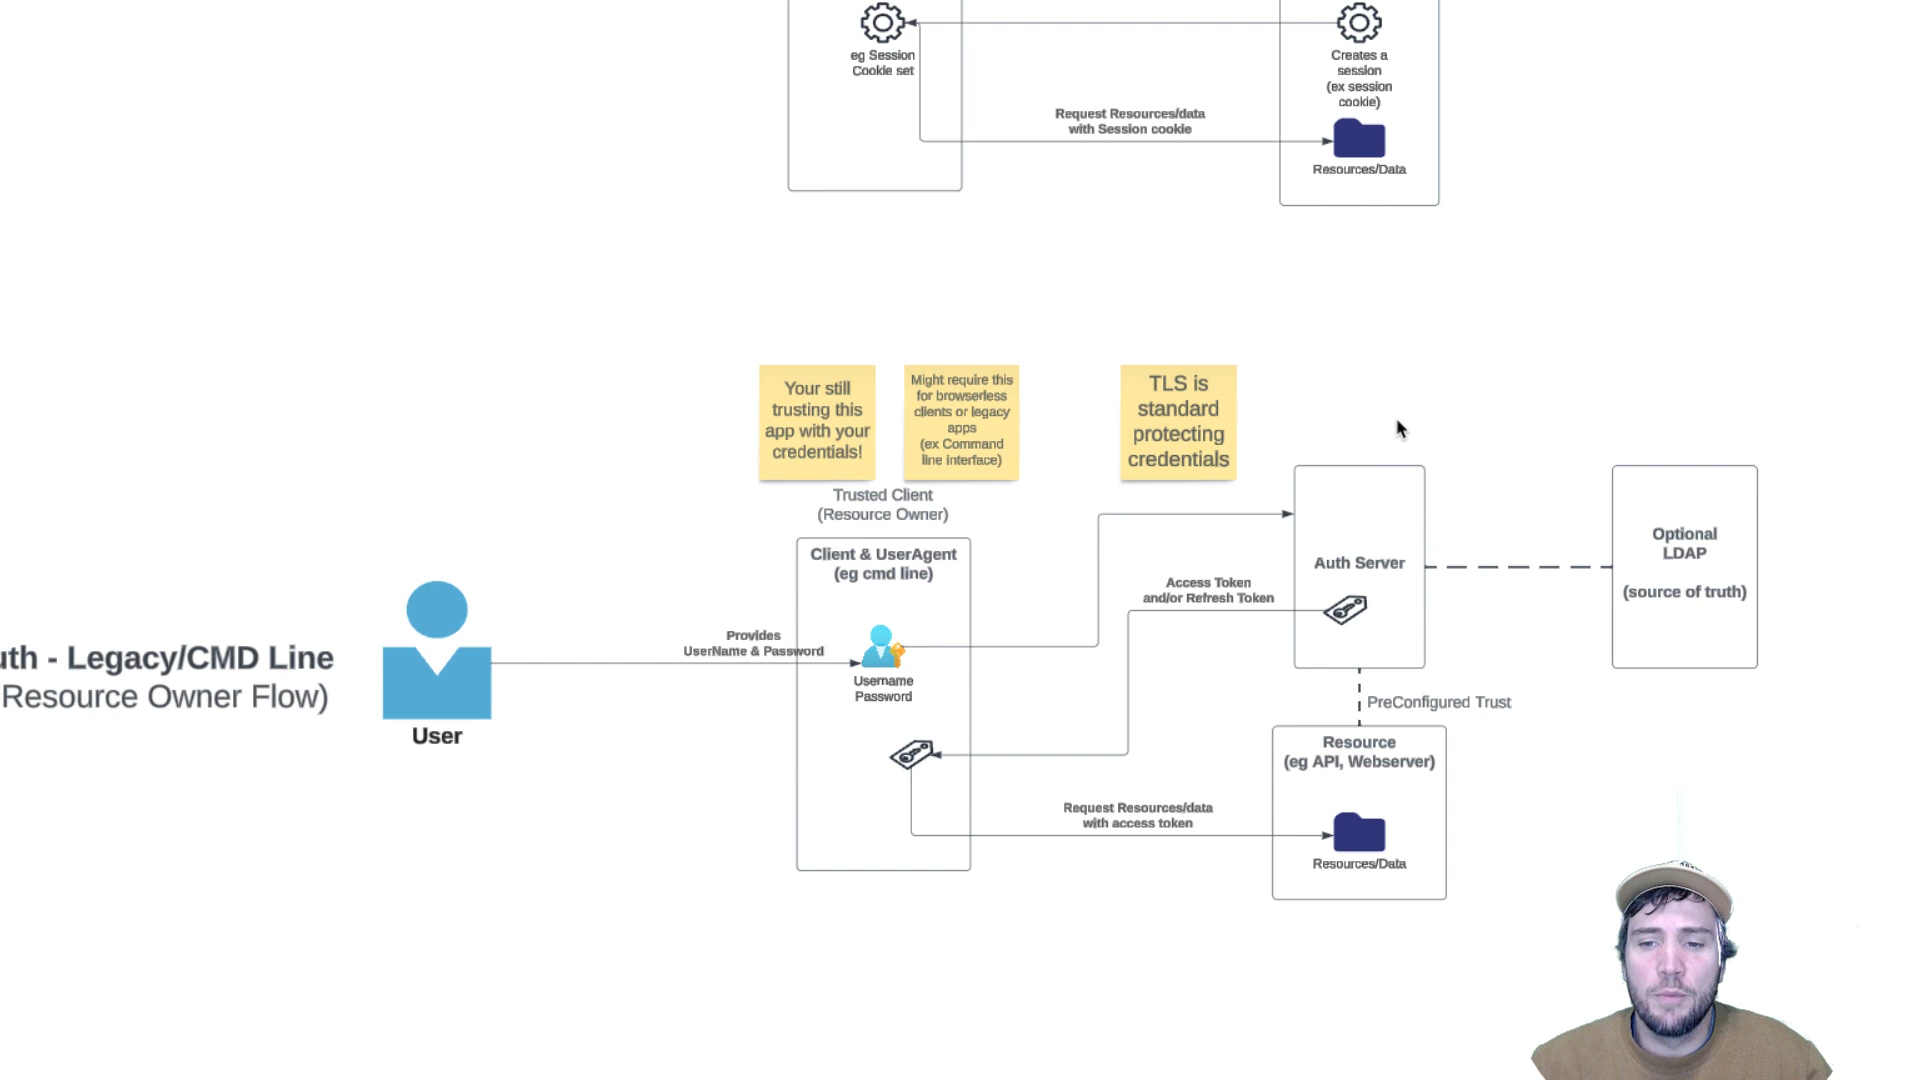 eg Session
Cookie set
Creates a
session
(ex session
cookie)
Request Resources/data
with Session cookie
Resources/Data
Your still
trusting this
app with your
credentials!
Might require this
for browserless
clients or legacy
apps
(ex Command
line interface)
TLS is
standard
protecting
credentials
Trusted Client
(Resource Owner)
Client & UserAgent
(eg cmd line)
Auth Server
Optional
LDAP
(source of truth)
Access Token
and/or Refresh Token
Provides
UserName & Password
uth - Legacy/CMD Line
Resource Owner Flow)
User
Username
Password
PreConfigured Trust
Resource
(eg API, Webserver)
Request Resources/data
with access token
Resources/Data